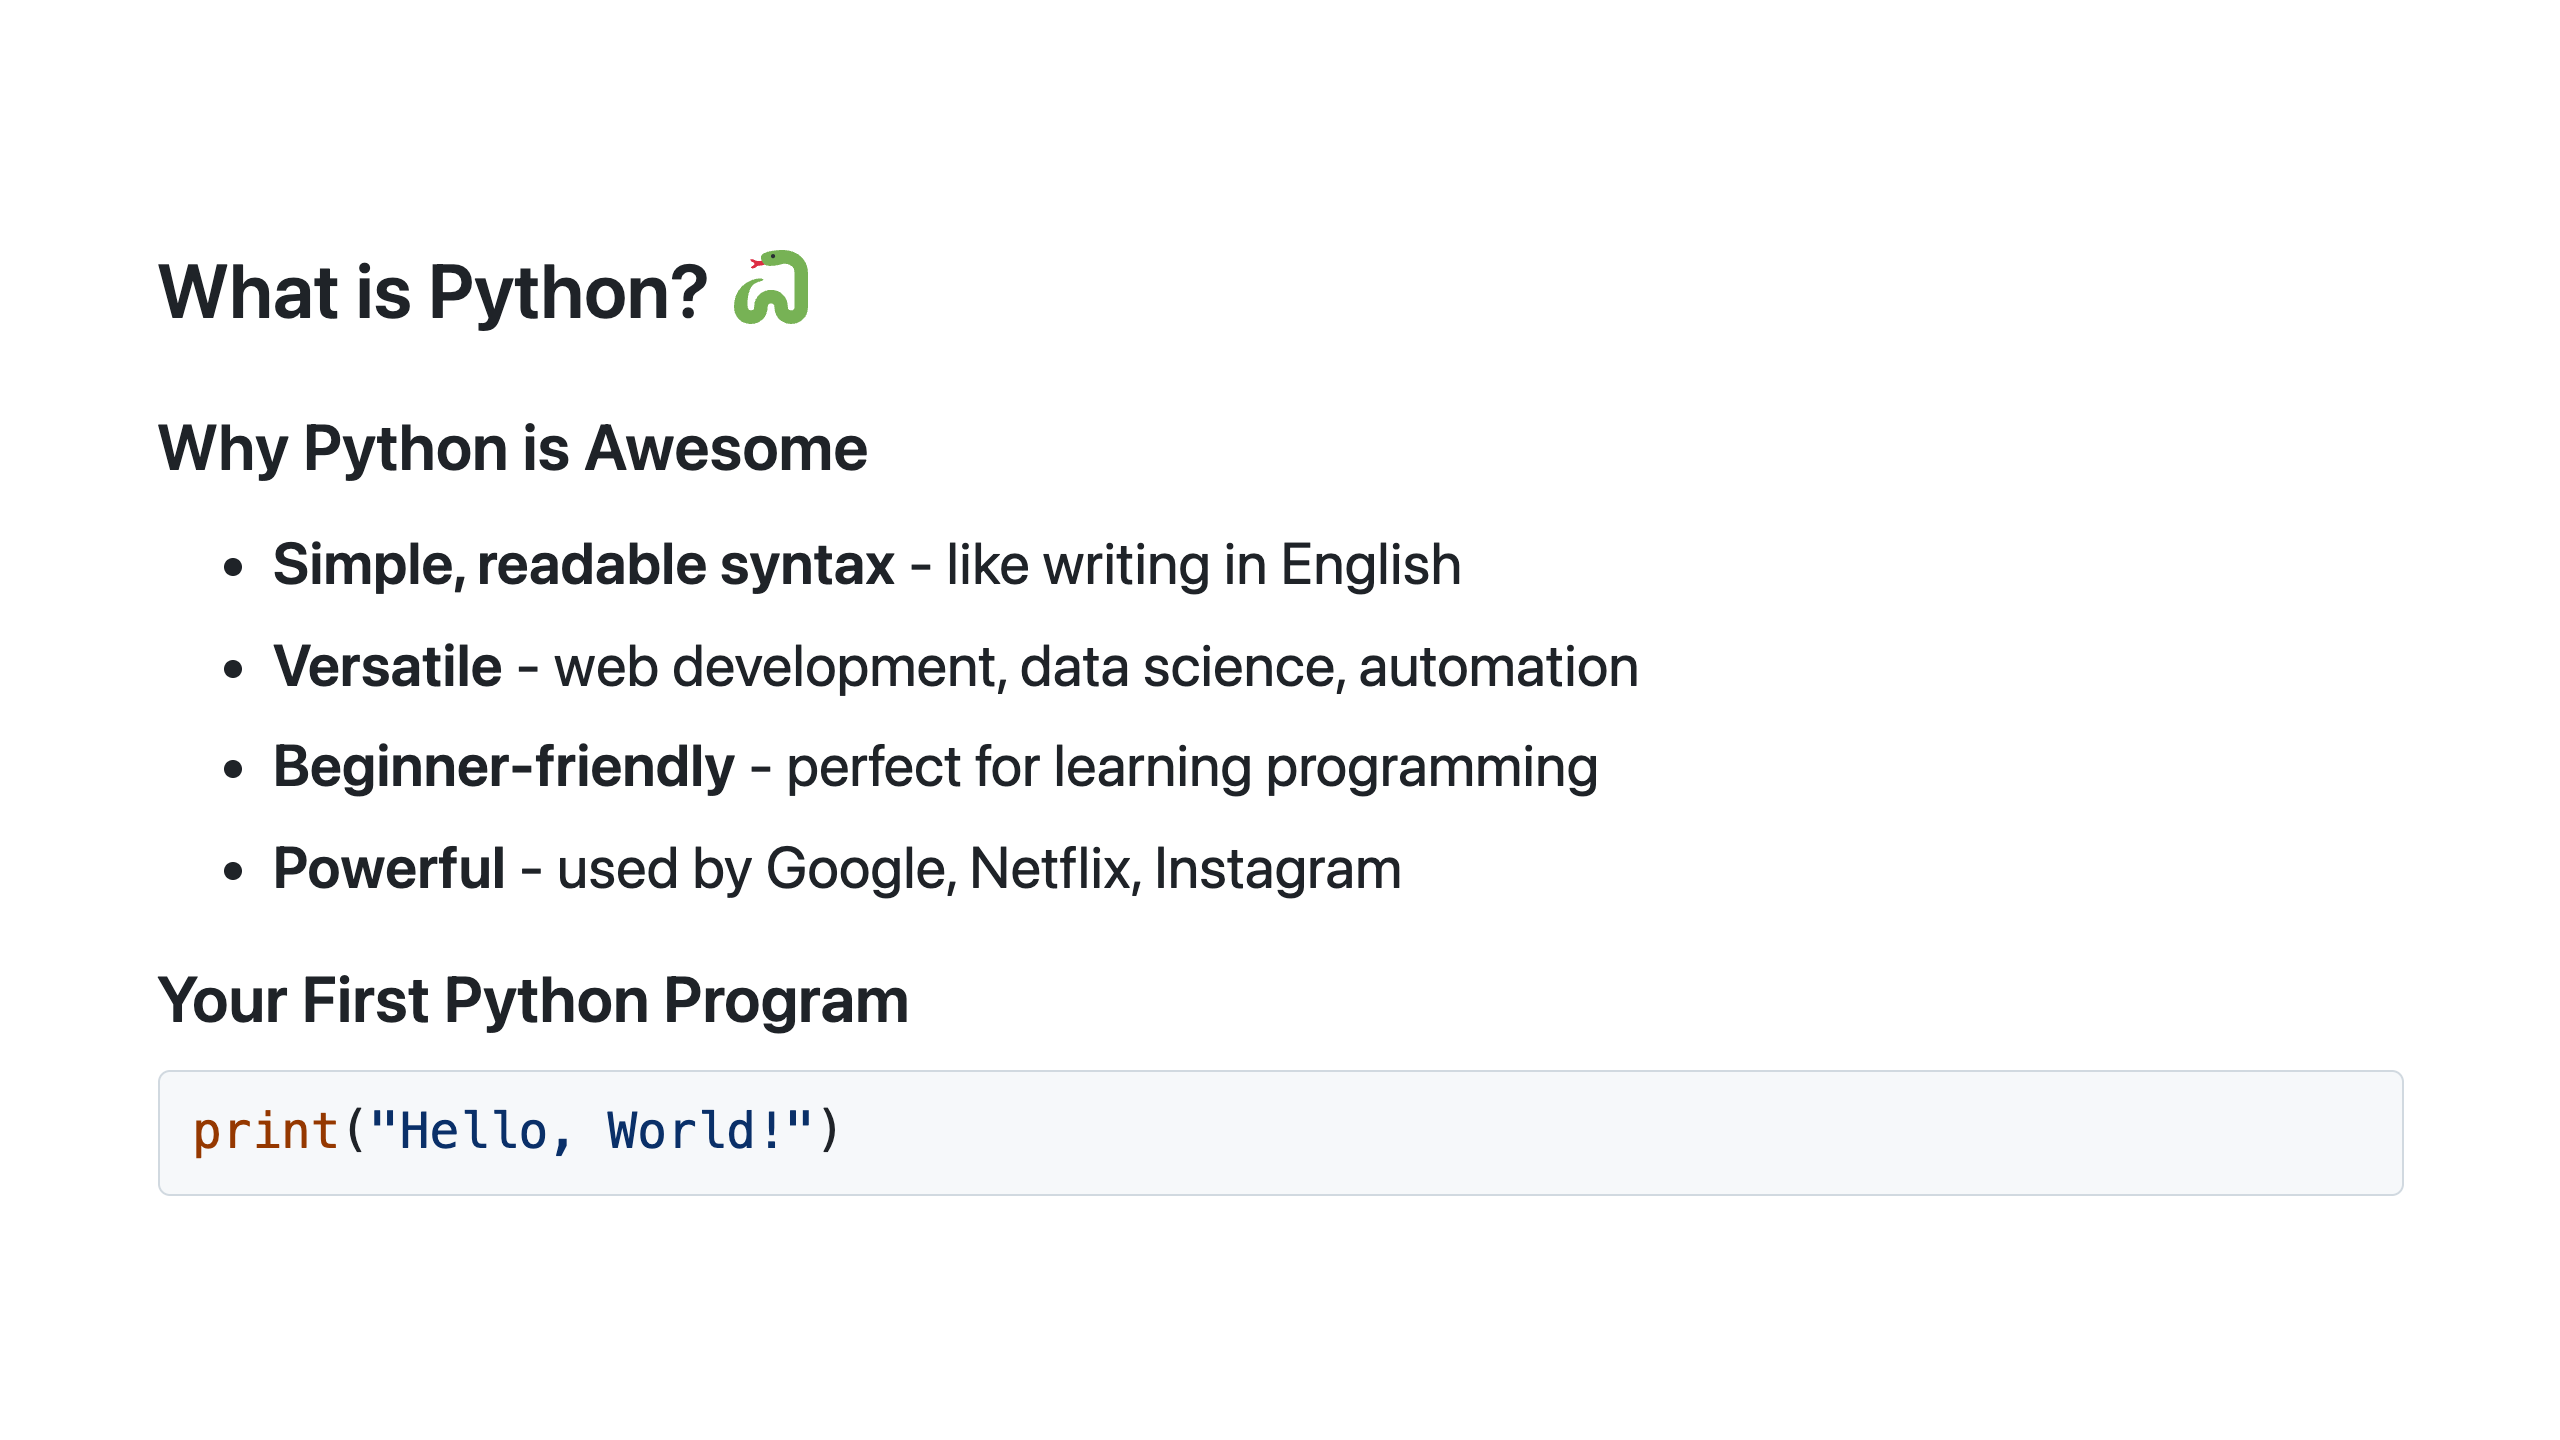 What is Python? 🐍
Why Python is Awesome
• Simple, readable syntax - like writing in English
• Versatile - web development, data science, automation
• Beginner-friendly - perfect for learning programming
• Powerful - used by Google, Netflix, Instagram
Your First Python Program
print("Hello, World!")